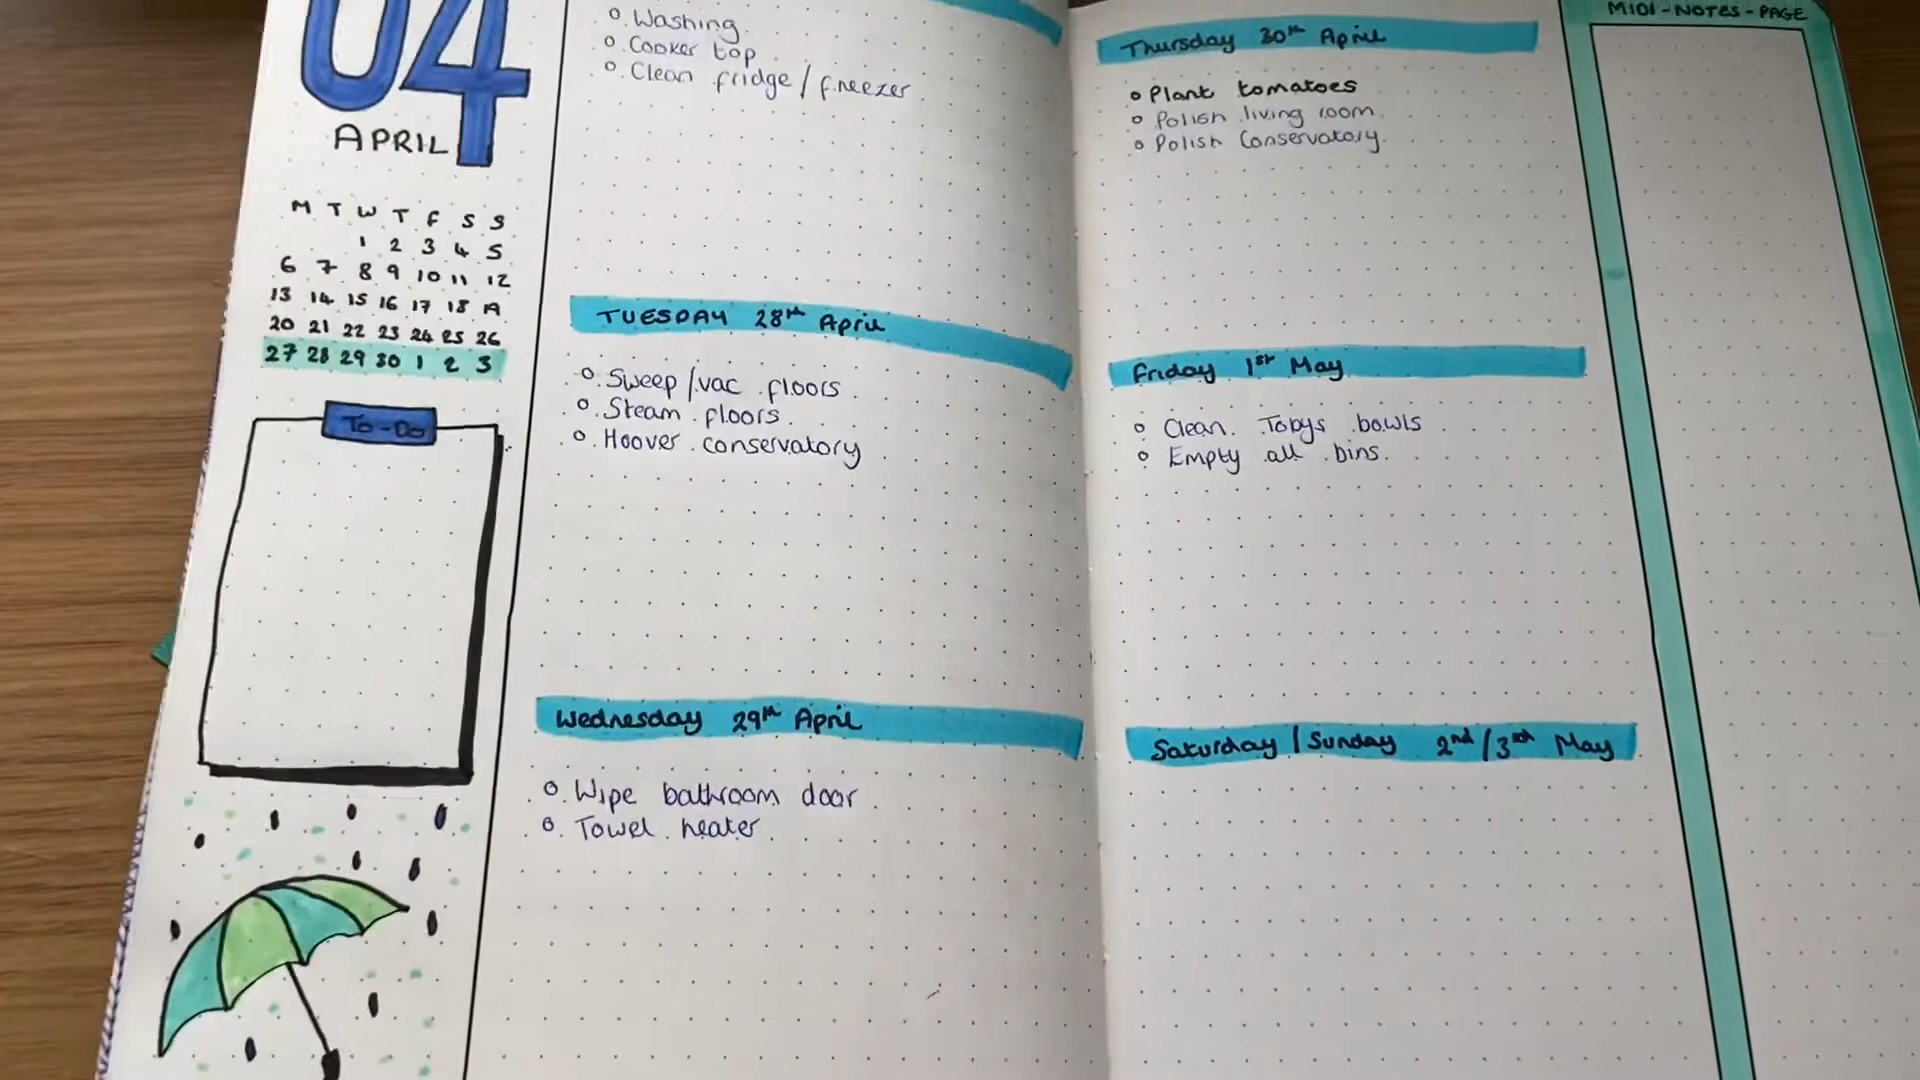 04
APRIL
M T W T F S S
1 2 3 4 5
6 7 8 9 10 11 12
13 14 15 16 17 18 19
20 21 22 23 24 25 26
27 28 29 30 1 2 3
To-Do
Washing
Cooker top
Clean fridge/freezer
TUESDAY 28th April
Sweep/vac floors
Steam floors
Hoover conservatory
Wednesday 29th April
Wipe bathroom door
Towel heater
Thursday 30th April
Plant tomatoes
Polish living room
Polish Conservatory
Friday 1st May
Clean Tobys bowls
Empty all bins
Saturday/Sunday 2nd/3rd May
MIDI-NOTES-PAGE